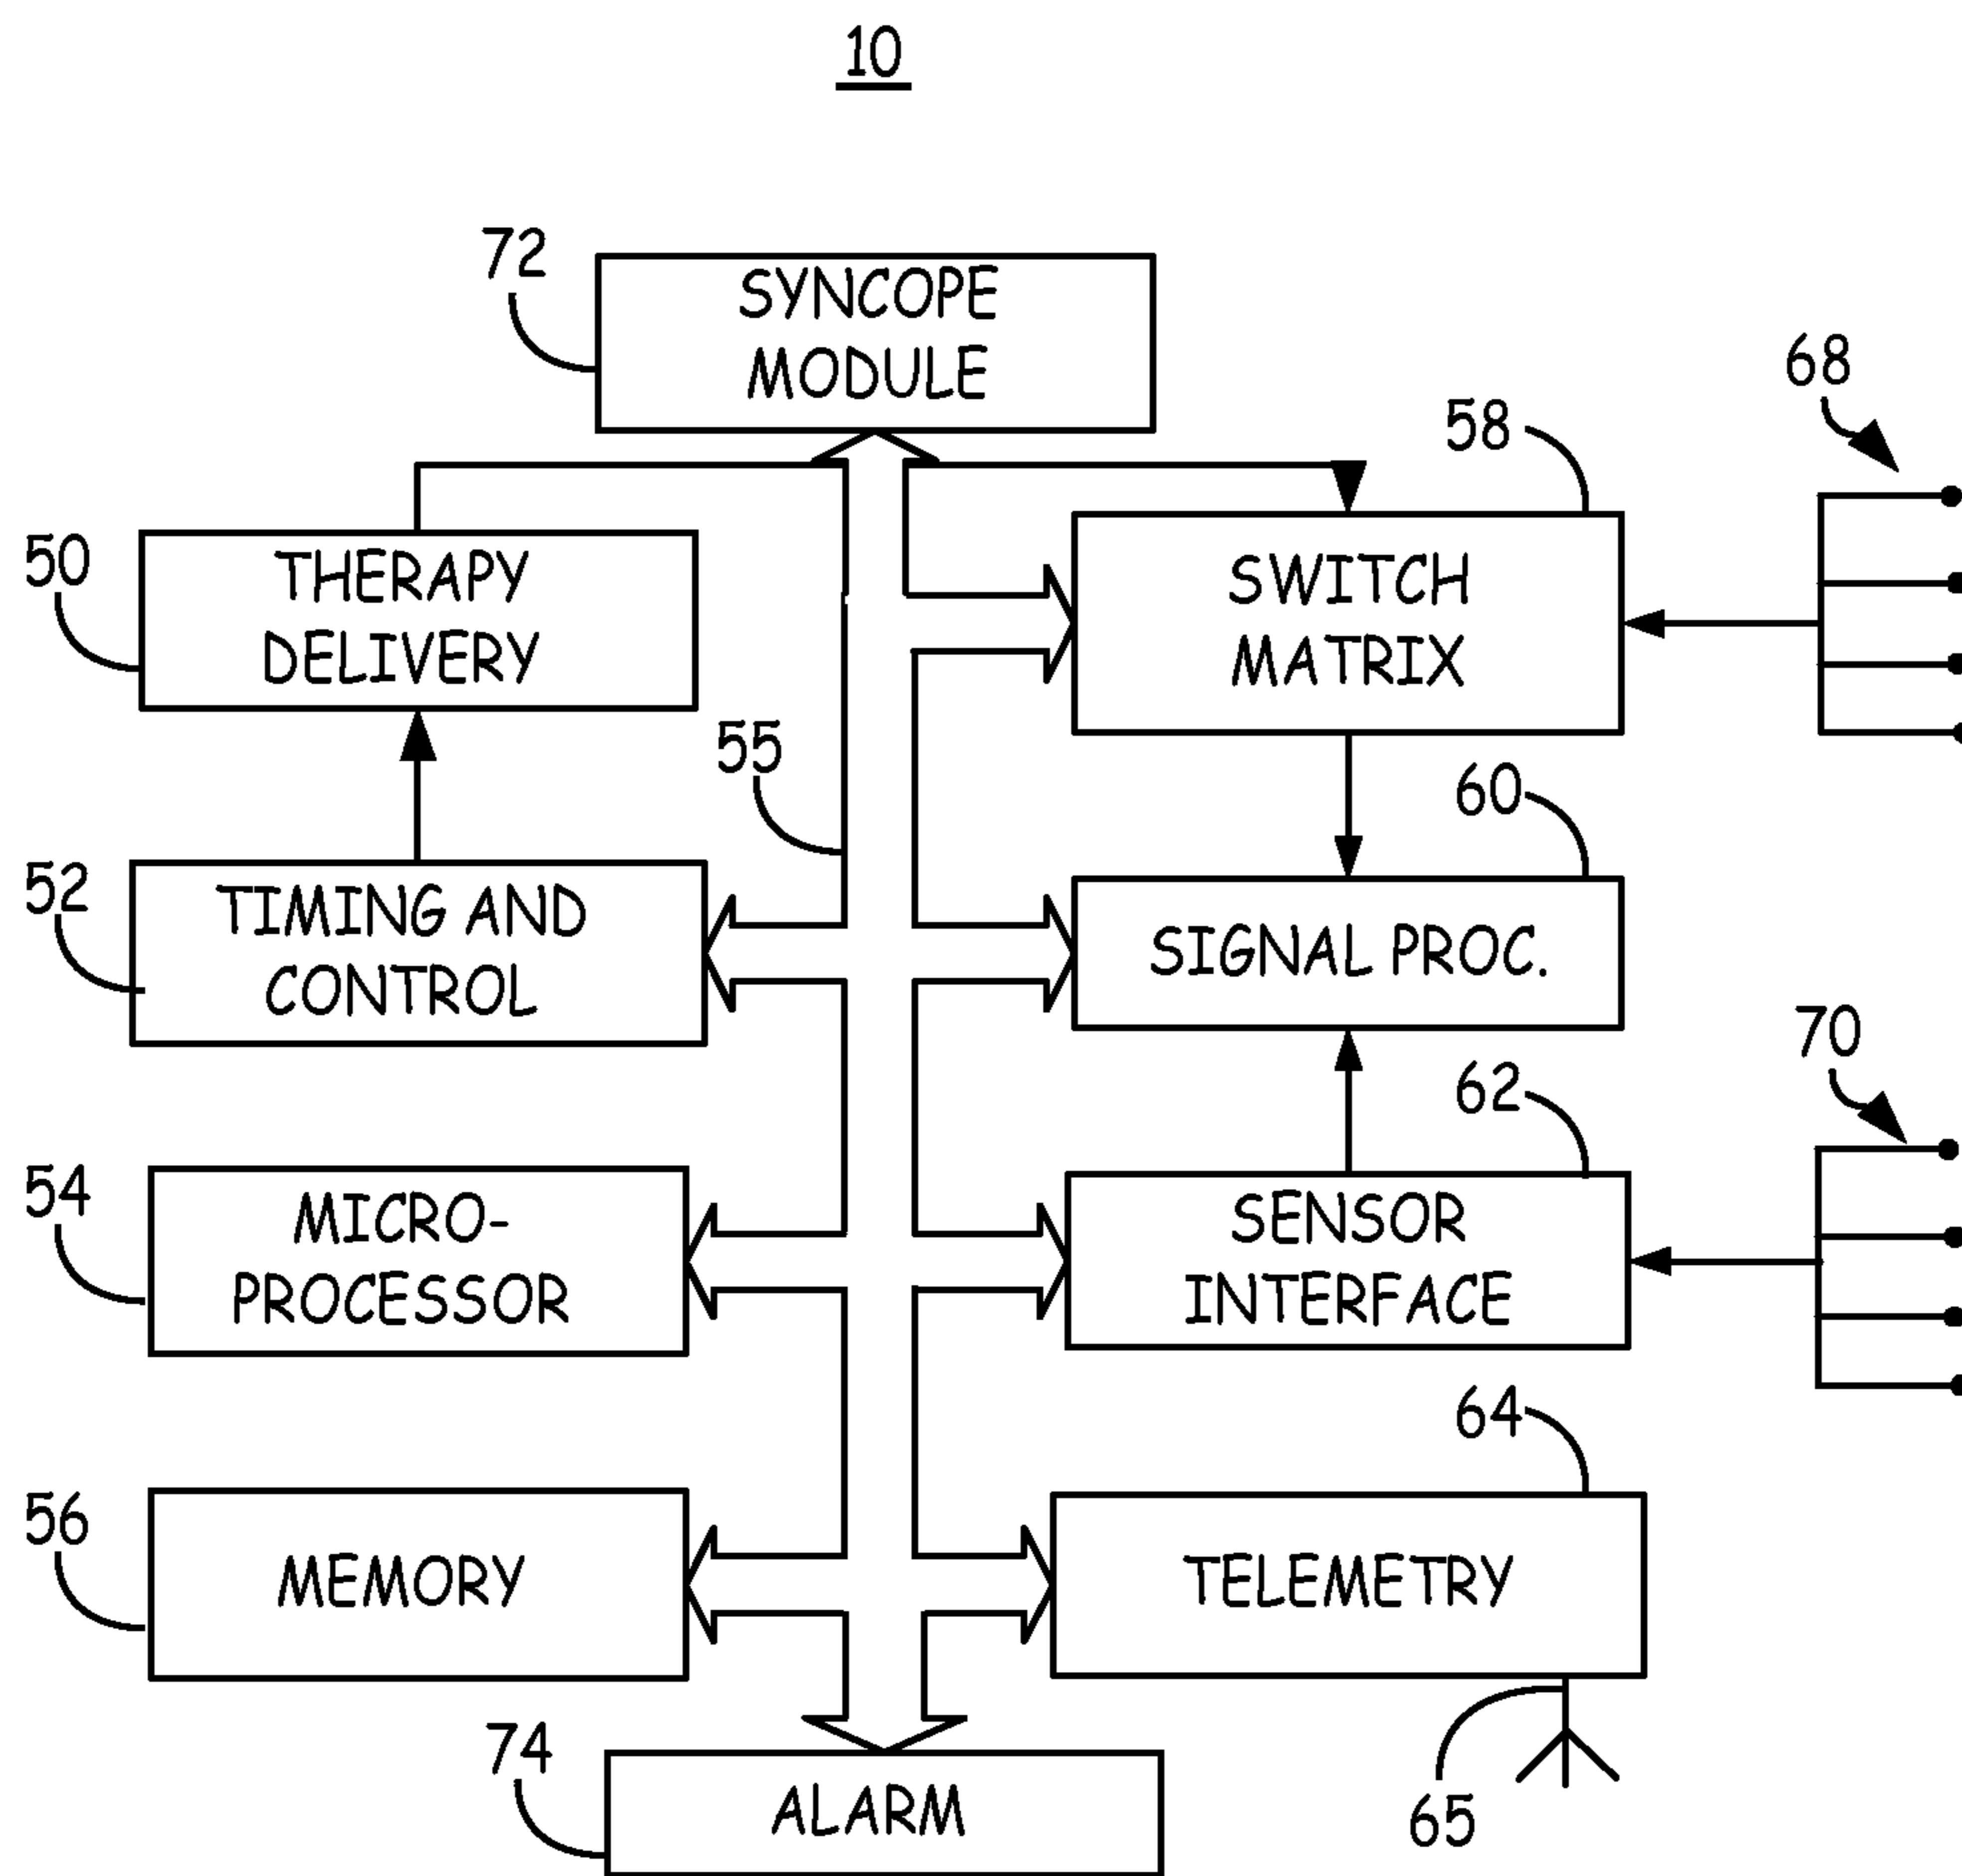 10
72
SYNCOPE
MODULE
68
58
50
THERAPY
DELIVERY
SWITCH
MATRIX
55
60
52
TIMING AND
CONTROL
SIGNAL PROC.
70
62
54
MICRO-
PROCESSOR
SENSOR
INTERFACE
64
56
MEMORY
TELEMETRY
74
ALARM
65